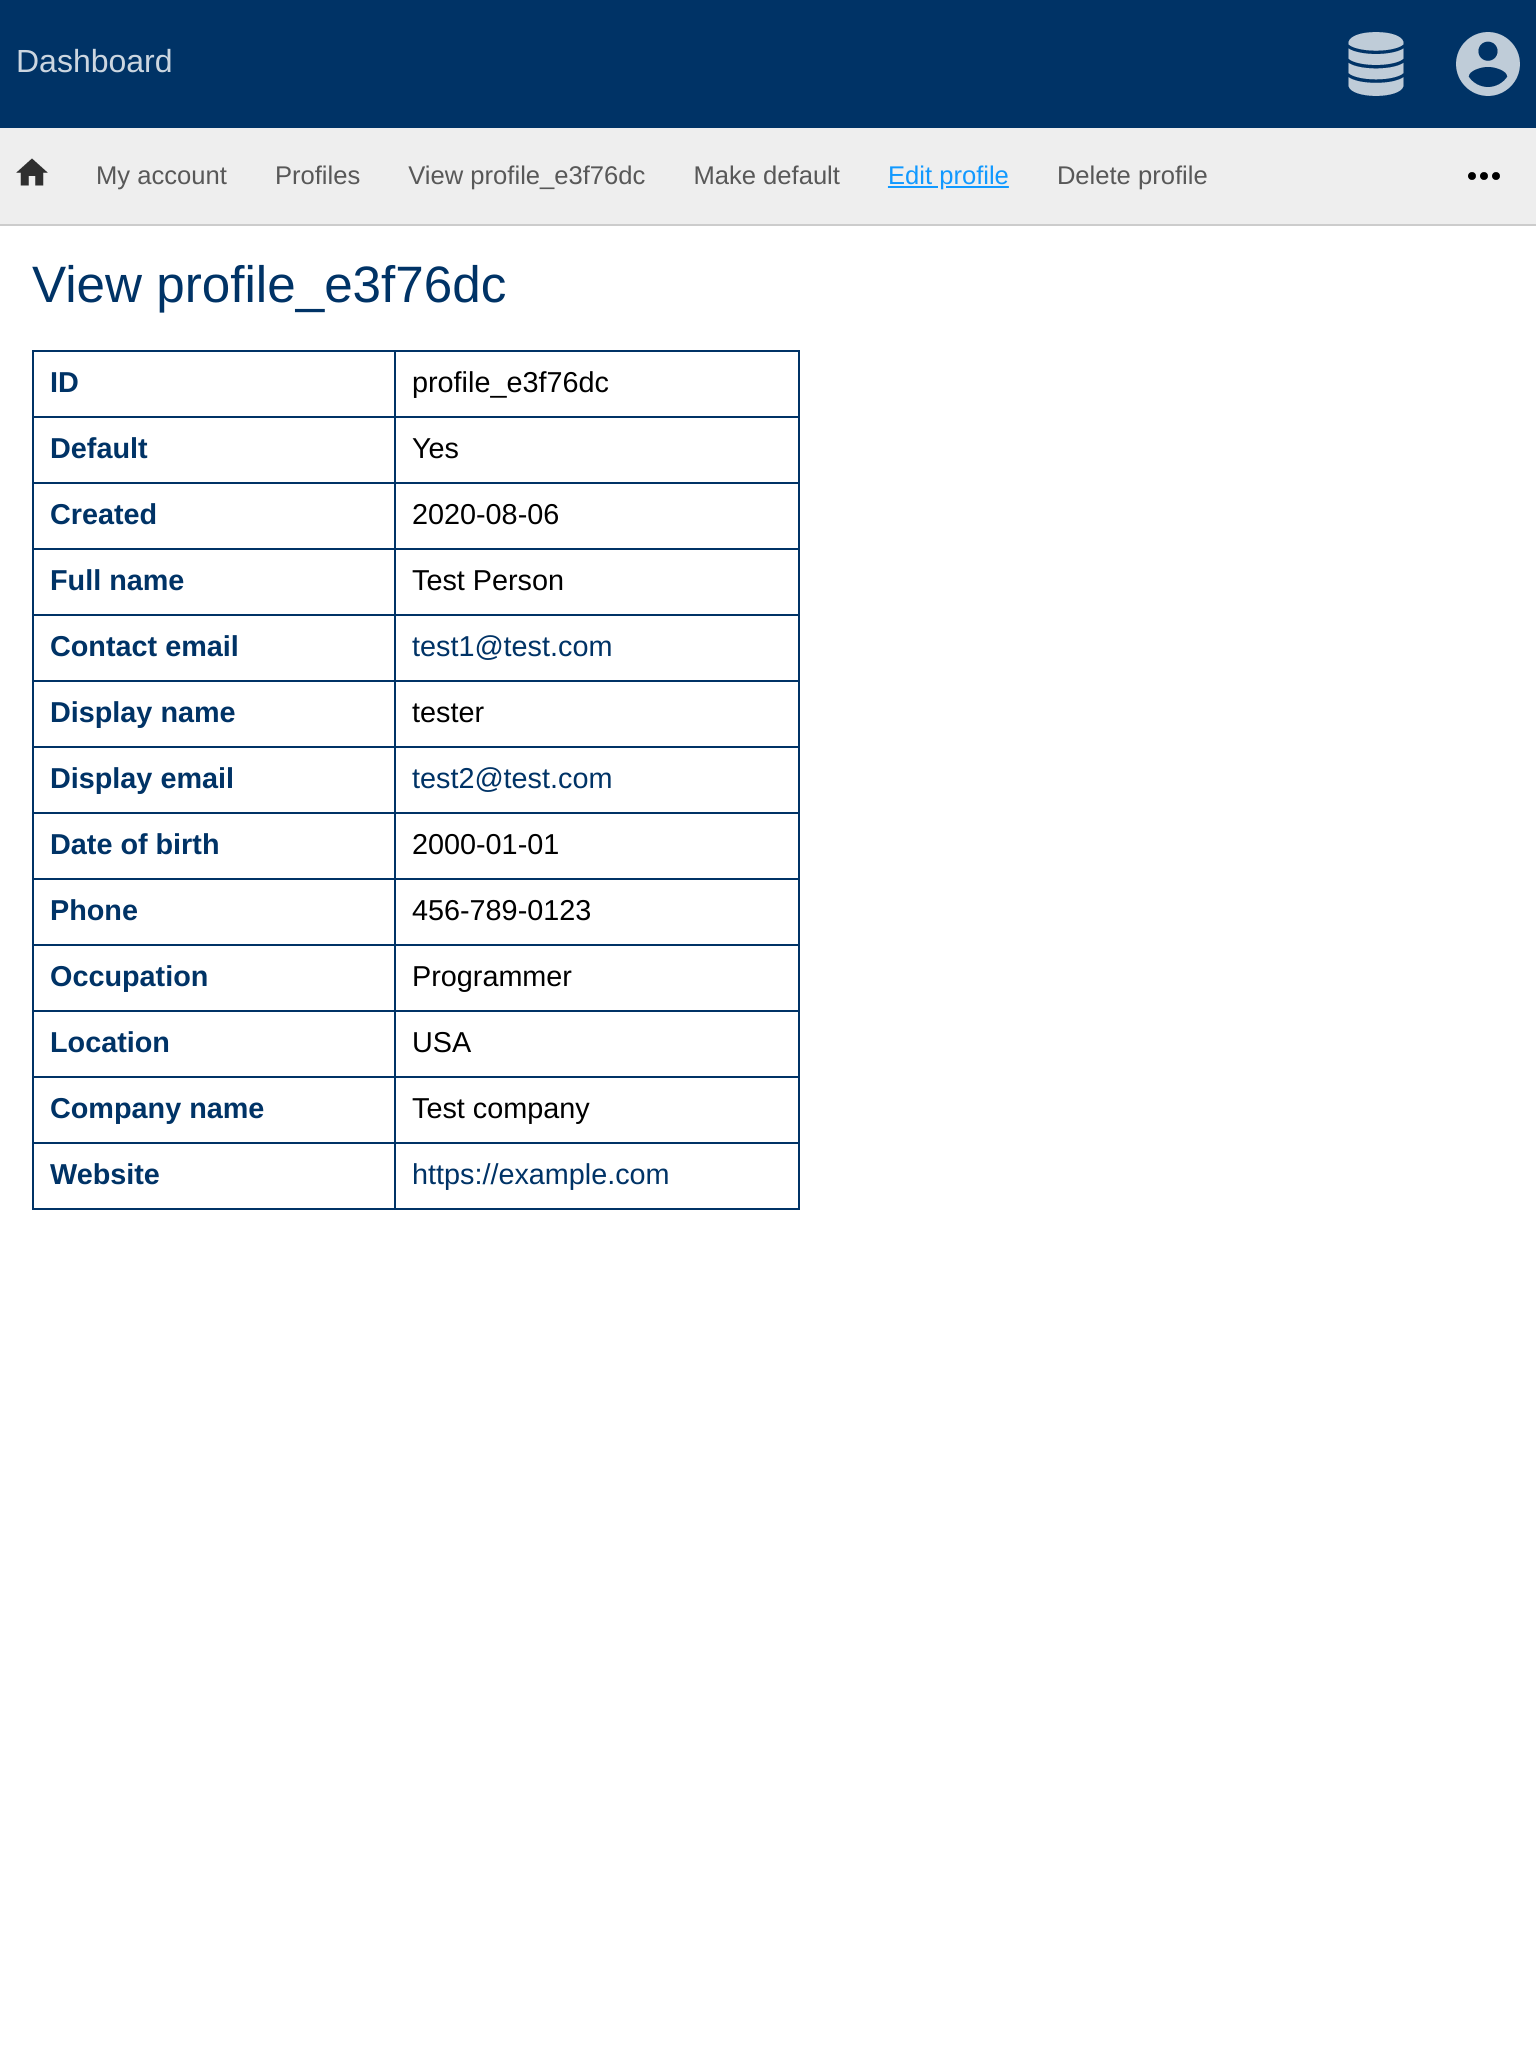 Dashboard
My account Profiles View profile_e3f76dc Make default Edit profile Delete profile
View profile_e3f76dc
ID profile_e3f76dc
Default Yes
Created 2020-08-06
Full name Test Person
Contact email test1@test.com
Display name tester
Display email test2@test.com
Date of birth 2000-01-01
Phone 456-789-0123
Occupation Programmer
Location USA
Company name Test company
Website https://example.com